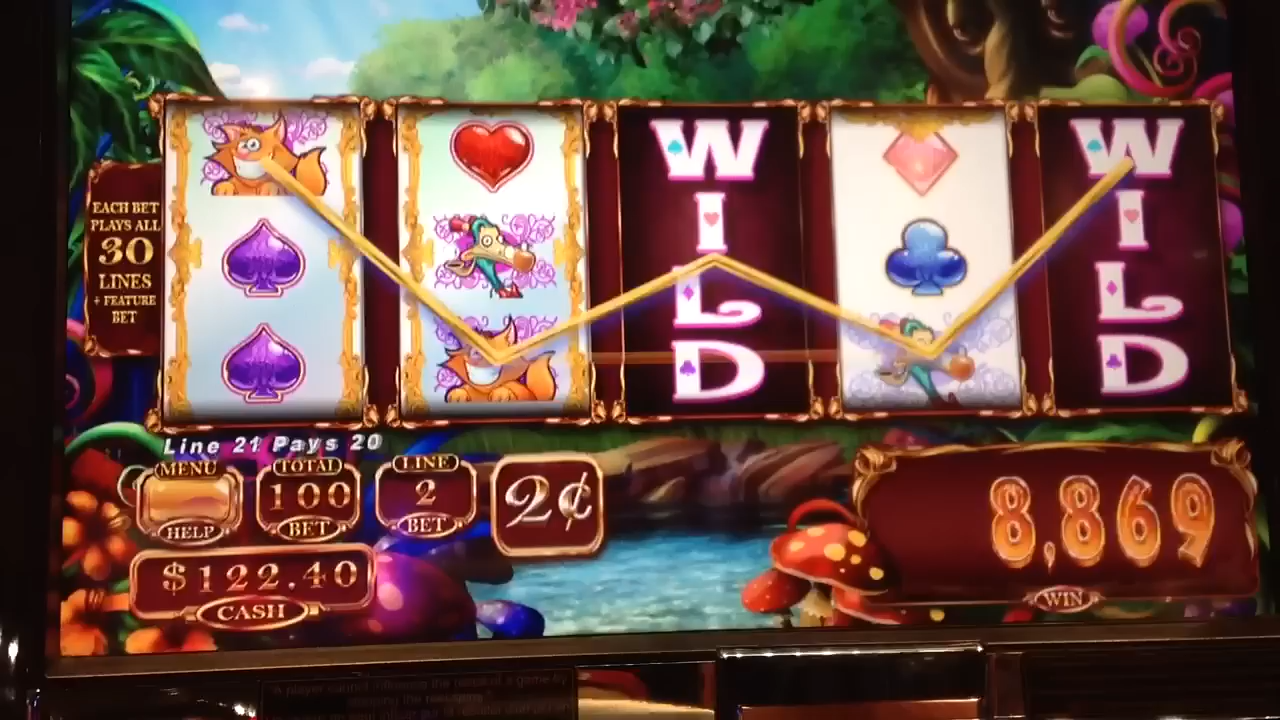 WILD
WILD
EACH BET
PLAYS ALL
30
LINES
+ FEATURE
BET
Line 21 Pays 20
MENU
HELP
TOTAL
100
BET
LINE
2
BET
2¢
8,869
WIN
$122.40
CASH